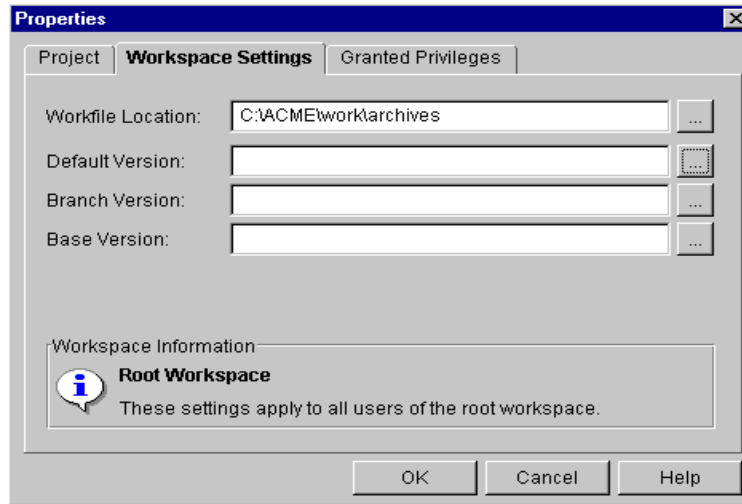 Properties
Project Workspace Settings Granted Privileges
Workfile Location: C:\ACME\work\archives ...
Default Version: ...
Branch Version: ...
Base Version: ...
Workspace Information
i Root Workspace
These settings apply to all users of the root workspace.
OK Cancel Help